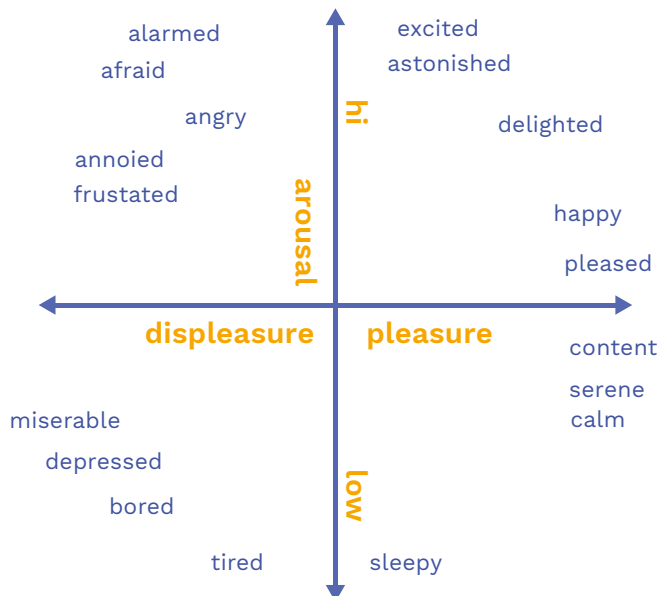 alarmed
excited
afraid
astonished
hi
angry
delighted
annoied
arousal
frustated
happy
pleased
displeasure
pleasure
content
serene
miserable
calm
depressed
low
bored
tired
sleepy